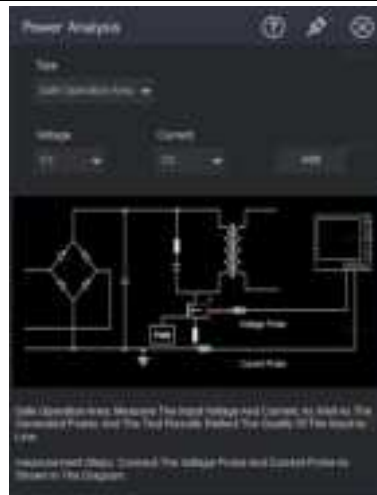 Power Analysis
Type
Safe Operation Area
Voltage
Current
C1
Add
Voltage Probe
Current Probe
Safe Operation Area, Measure The Input Voltage And Current, As Well As The
Generated Power, And The Test Results Reflect The Quality Of The Input
Line.
Measurement Steps: Connect The Voltage Probe And Current Probe As
Shown In The Diagram.